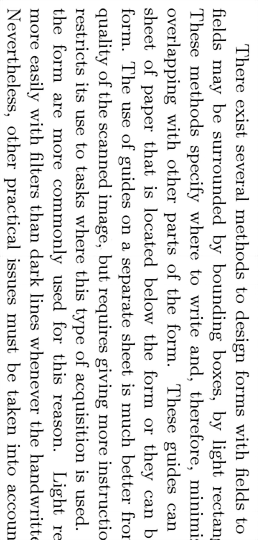 There exist several methods to design forms with fields to
fields may be surrounded by bounding boxes, by light rectang
These methods specify where to write and, therefore, minimi
overlapping with other parts of the form. These guides can
sheet of paper that is located below the form or they can b
form. The use of guides on a separate sheet is much better from
quality of the scanned image, but requires giving more instructio
restricts its use to tasks where this type of acquisition is used.
the form are more commonly used for this reason. Light re
more easily with filters than dark lines whenever the handwritte
Nevertheless, other practical issues must be taken into accoun